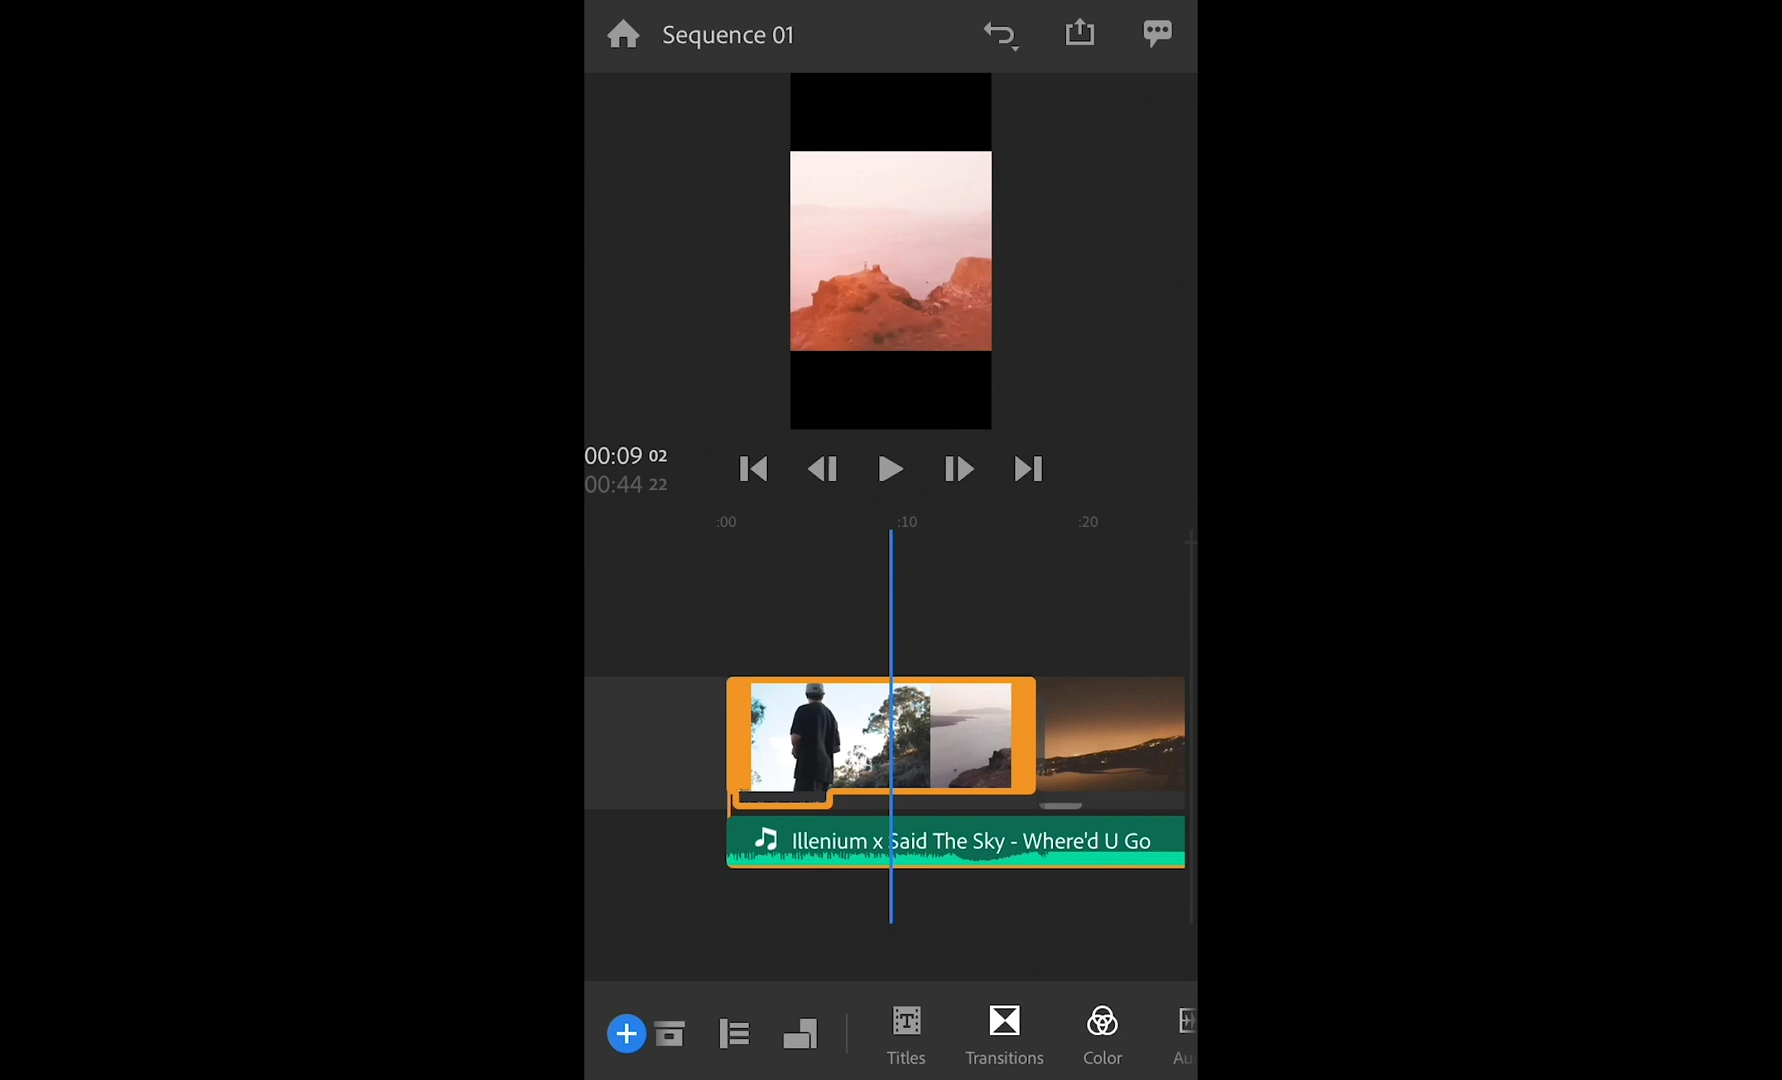 Sequence 01
00:09 02
00:44 22
:00 :10 :20
Illenium x Said The Sky - Where'd U Go
Titles Transitions Color Au